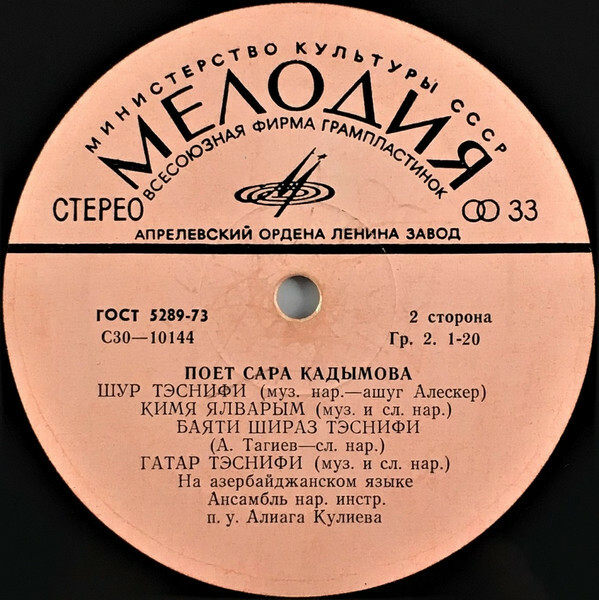 МИНИСТЕРСТВО КУЛЬТУРЫ СССР
МЕЛОДИЯ
ВСЕСОЮЗНАЯ ФИРМА ГРАМПЛАСТИНОК
СТЕРЕО
33
АПРЕЛЕВСКИЙ ОРДЕНА ЛЕНИНА ЗАВОД
ГОСТ 5289-73
2 сторона
С30—10144
Гр. 2. 1-20
ПОЕТ САРА КАДЫМОВА
ШУР ТЭСНИФИ (муз. нар.—ашуг Алескер)
КИМЯ ЯЛВАРЫМ (муз. и сл. нар.)
БАЯТИ ШИРАЗ ТЭСНИФИ
(А. Тагиев—сл. нар.)
ГАТАР ТЭСНИФИ (муз. и сл. нар.)
На азербайджанском языке
Ансамбль нар. инстр.
п. у. Алиага Кулиева